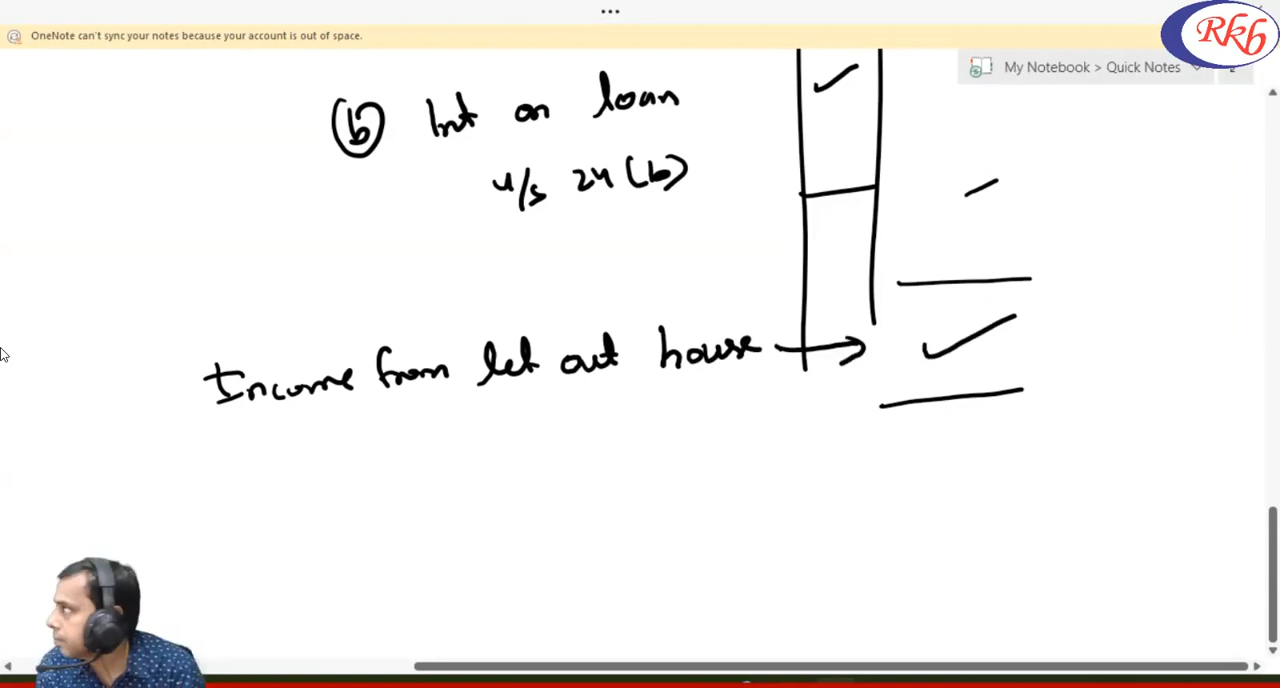 OneNote can't sync your notes because your account is out of space.
Rkb
My Notebook > Quick Notes
(b) Int on loan
u/s 24 (b)
Income from let out house